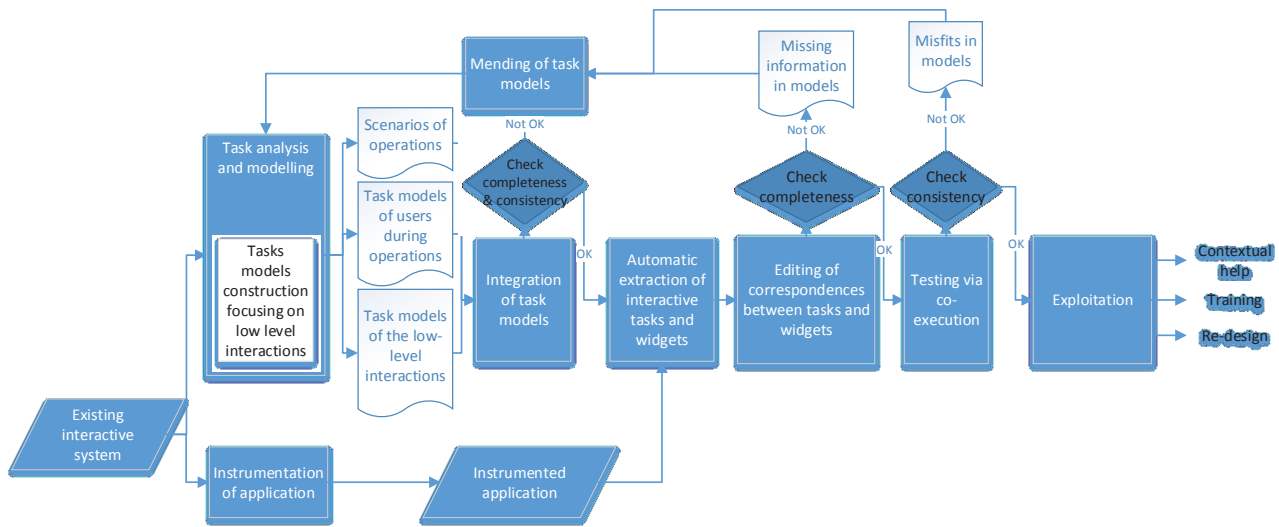 Mending of task
models
Missing
information
in models
Misfits in
models
Not OK
Not OK
Not OK
Task analysis
and modelling
Tasks
models
construction
focusing on
low level
interactions
Scenarios of
operations
Task models
of users
during
operations
Task models
of the low-
level
interactions
Check
completeness
& consistency
OK
Integration
of task
models
Automatic
extraction of
interactive
tasks and
widgets
Check
completeness
OK
Editing of
correspondences
between tasks and
widgets
Check
consistency
OK
Testing via
co-
execution
Exploitation
Contextual
help
Training
Re-design
Existing
interactive
system
Instrumentation
of application
Instrumented
application